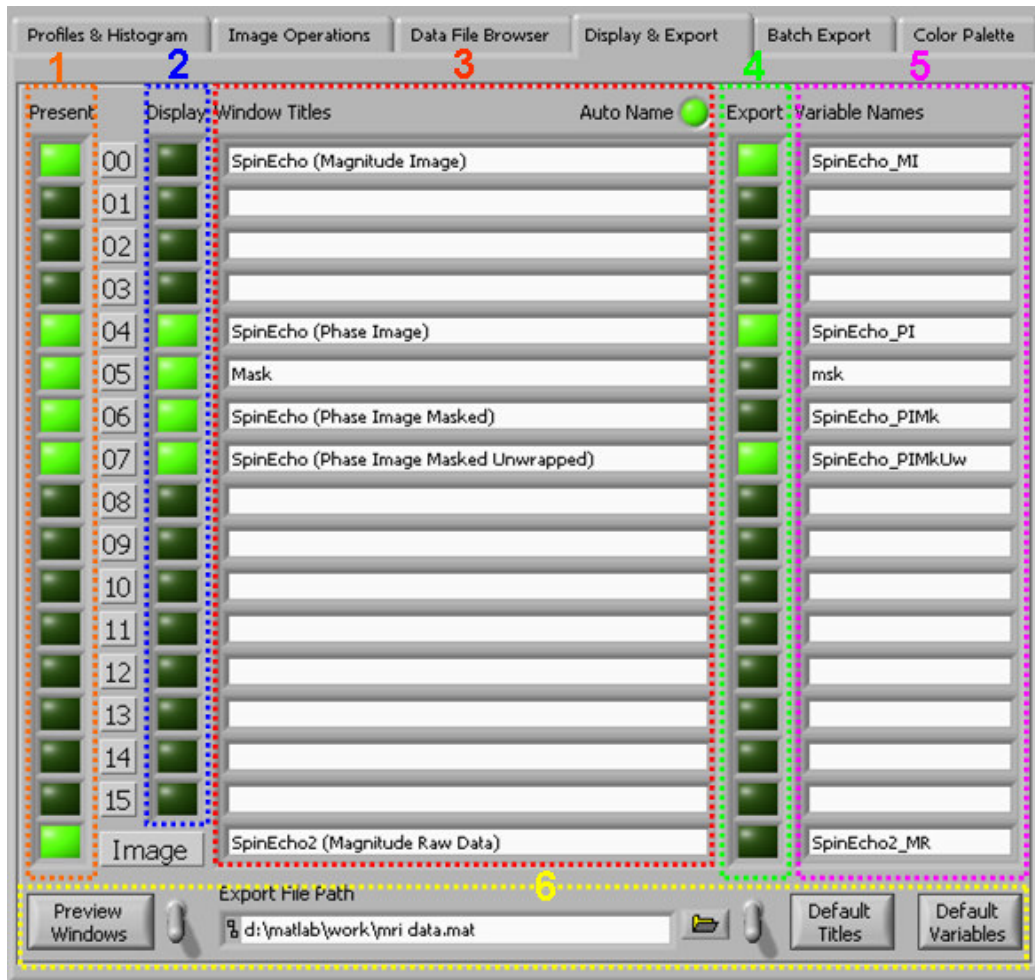 Profiles & Histogram Image Operations Data File Browser Display & Export Batch Export Color Palette
1 2 3 4 5
Present Display Window Titles Auto Name Export Variable Names
00 SpinEcho (Magnitude Image) SpinEcho_MI
01
02
03
04 SpinEcho (Phase Image) SpinEcho_PI
05 Mask msk
06 SpinEcho (Phase Image Masked) SpinEcho_PIMk
07 SpinEcho (Phase Image Masked Unwrapped) SpinEcho_PIMkUw
08
09
10
11
12
13
14
15
Image SpinEcho2 (Magnitude Raw Data) SpinEcho2_MR
6
Preview Windows
Export File Path
d:\matlab\work\mri data.mat
Default Titles
Default Variables